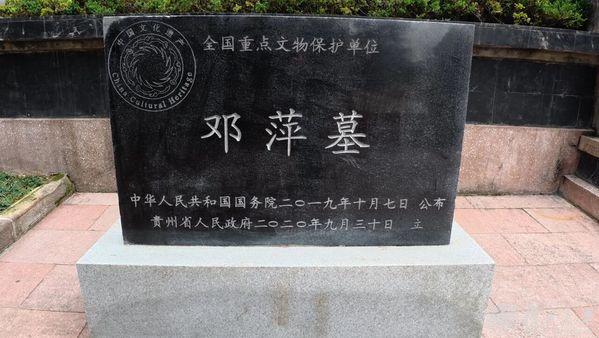 中国文化遗产
China Cultural Heritage
全国重点文物保护单位
邓萍墓
中华人民共和国国务院二〇一九年十月七日 公布
贵州省人民政府二〇二〇年九月三十日 立